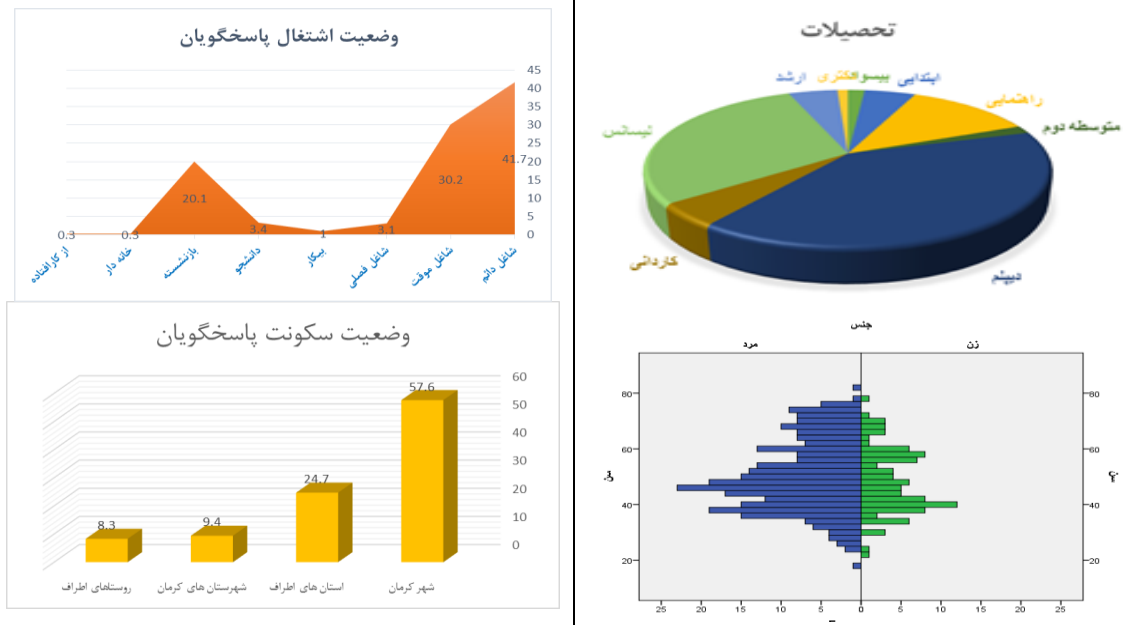 وضعیت اشتغال پاسخگویان
45
40
35
30
25
20
15
10
5
0
41.7
30.2
3.1
1
3.4
20.1
0.3
0.3
شاغل دائم
شاغل موقت
شاغل فصلی
بیکار
دانشجو
بازنشسته
خانه دار
از کارافتاده
تحصیلات
ارشد دکتری بیسواد ابتدایی
راهنمایی
متوسطه دوم
لیسانس
کاردانی
دیپلم
وضعیت سکونت پاسخگویان
60
50
40
30
20
10
0
57.6
24.7
9.4
8.3
شهر کرمان
استان های اطراف
شهرستان های کرمان
روستاهای اطراف
جنس
زن
مرد
80
60
40
20
80
60
40
20
سن
سن
25 20 15 10 5 0 5 10 15 20 25